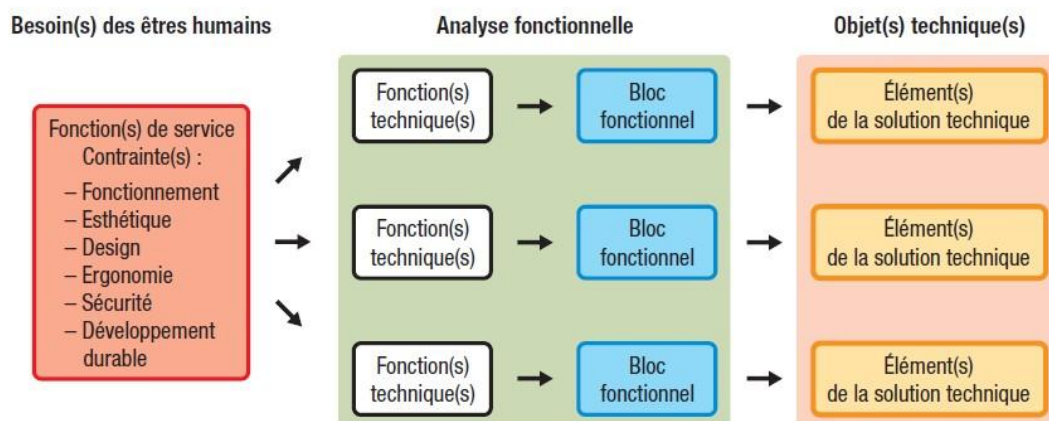 Besoin(s) des êtres humains
Analyse fonctionnelle
Objet(s) technique(s)
Fonction(s) de service
Contrainte(s) :
– Fonctionnement
– Esthétique
– Design
– Ergonomie
– Sécurité
– Développement
durable
Fonction(s)
technique(s)
Bloc
fonctionnel
Élément(s)
de la solution technique
Fonction(s)
technique(s)
Bloc
fonctionnel
Élément(s)
de la solution technique
Fonction(s)
technique(s)
Bloc
fonctionnel
Élément(s)
de la solution technique